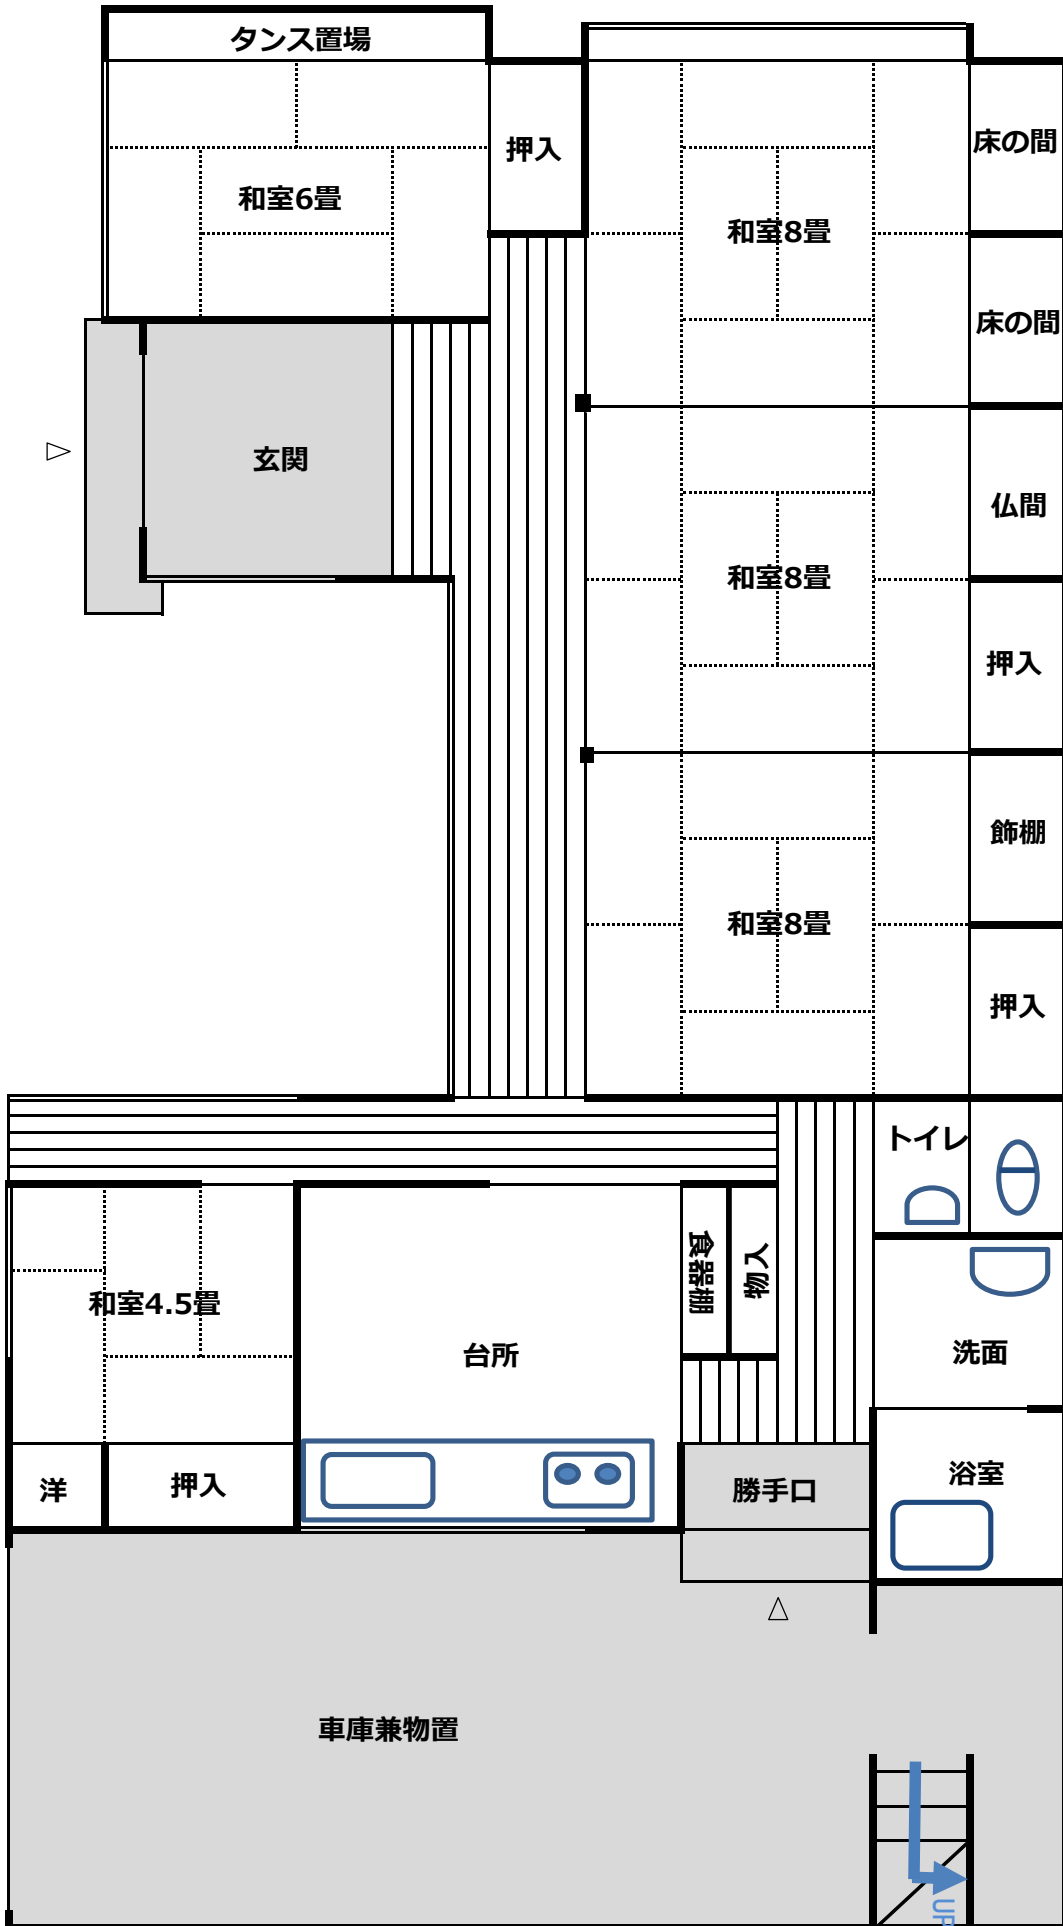 タンス置場
押入
床の間
和室6畳
和室8畳
床の間
玄関
仏間
和室8畳
押入
飾棚
和室8畳
押入
トイレ
食器棚
物入
和室4.5畳
台所
洗面
洋
押入
勝手口
浴室
車庫兼物置
UP